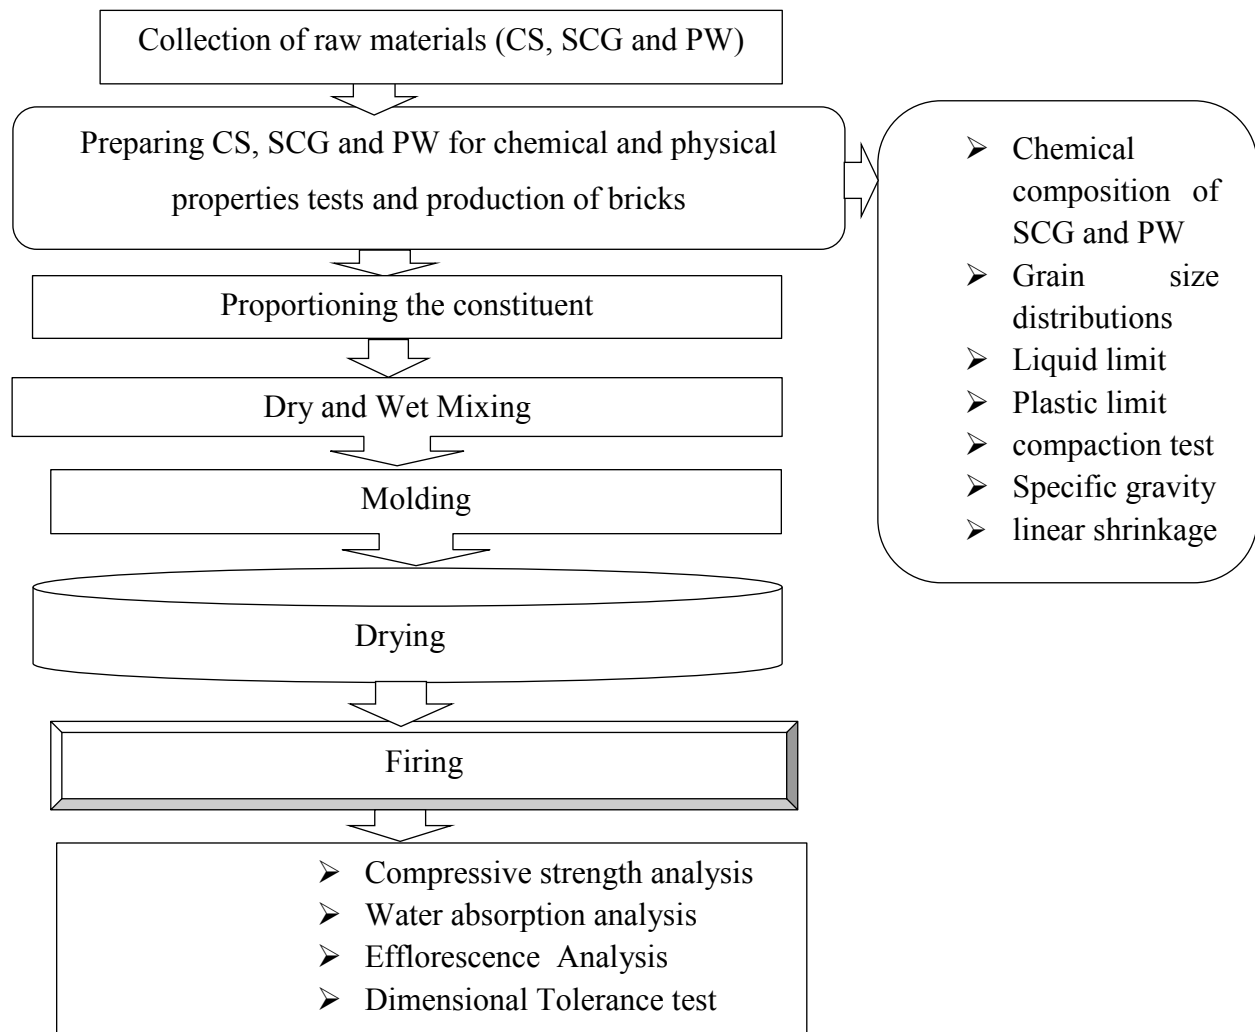 Collection of raw materials (CS, SCG and PW)
Preparing CS, SCG and PW for chemical and physical
properties tests and production of bricks
➢ Chemical
composition of
SCG and PW
➢ Grain size
distributions
➢ Liquid limit
➢ Plastic limit
➢ compaction test
➢ Specific gravity
➢ linear shrinkage
Proportioning the constituent
Dry and Wet Mixing
Molding
Drying
Firing
➢ Compressive strength analysis
➢ Water absorption analysis
➢ Efflorescence Analysis
➢ Dimensional Tolerance test